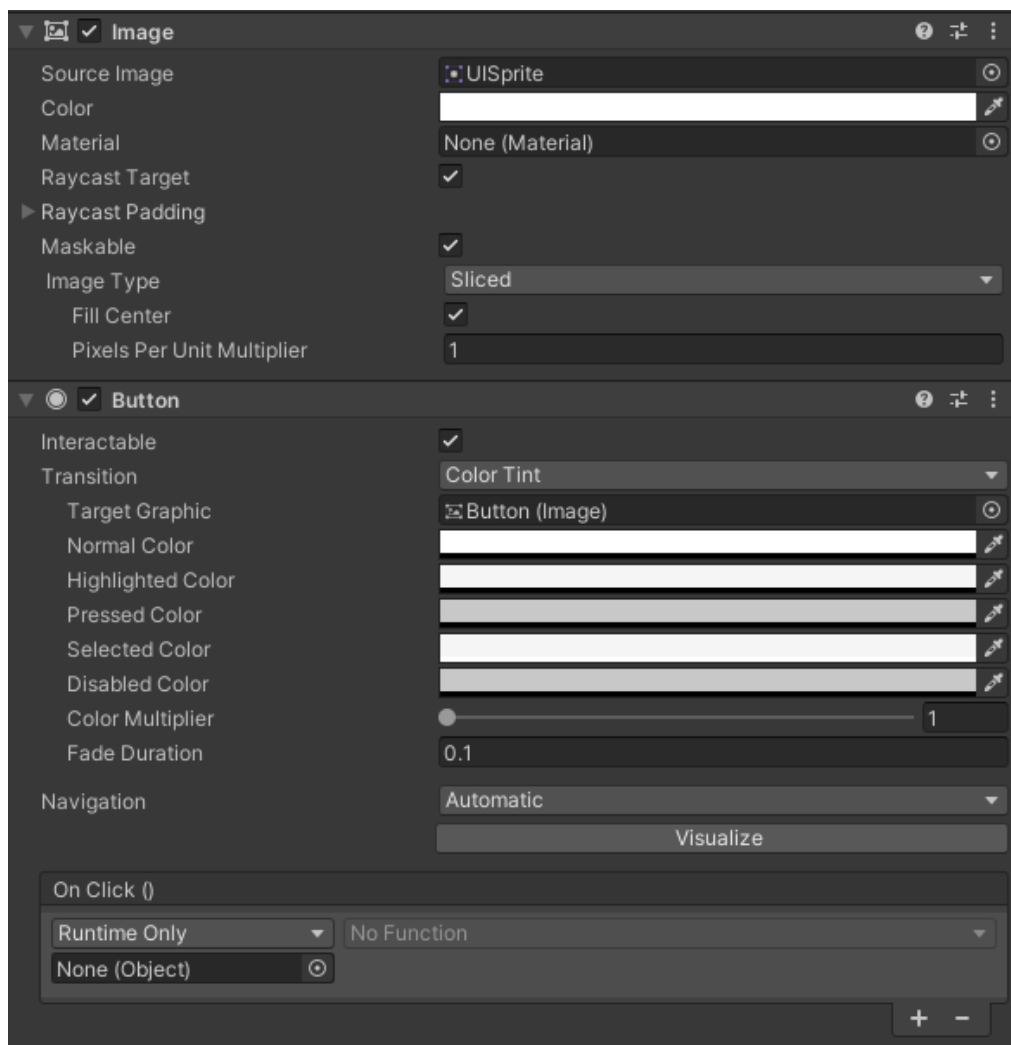 Image
Source Image UISprite
Color
Material None (Material)
Raycast Target
Raycast Padding
Maskable
Image Type Sliced
Fill Center
Pixels Per Unit Multiplier 1
Button
Interactable
Transition Color Tint
Target Graphic Button (Image)
Normal Color
Highlighted Color
Pressed Color
Selected Color
Disabled Color
Color Multiplier 1
Fade Duration 0.1
Navigation Automatic
Visualize
On Click ()
Runtime Only No Function
None (Object)